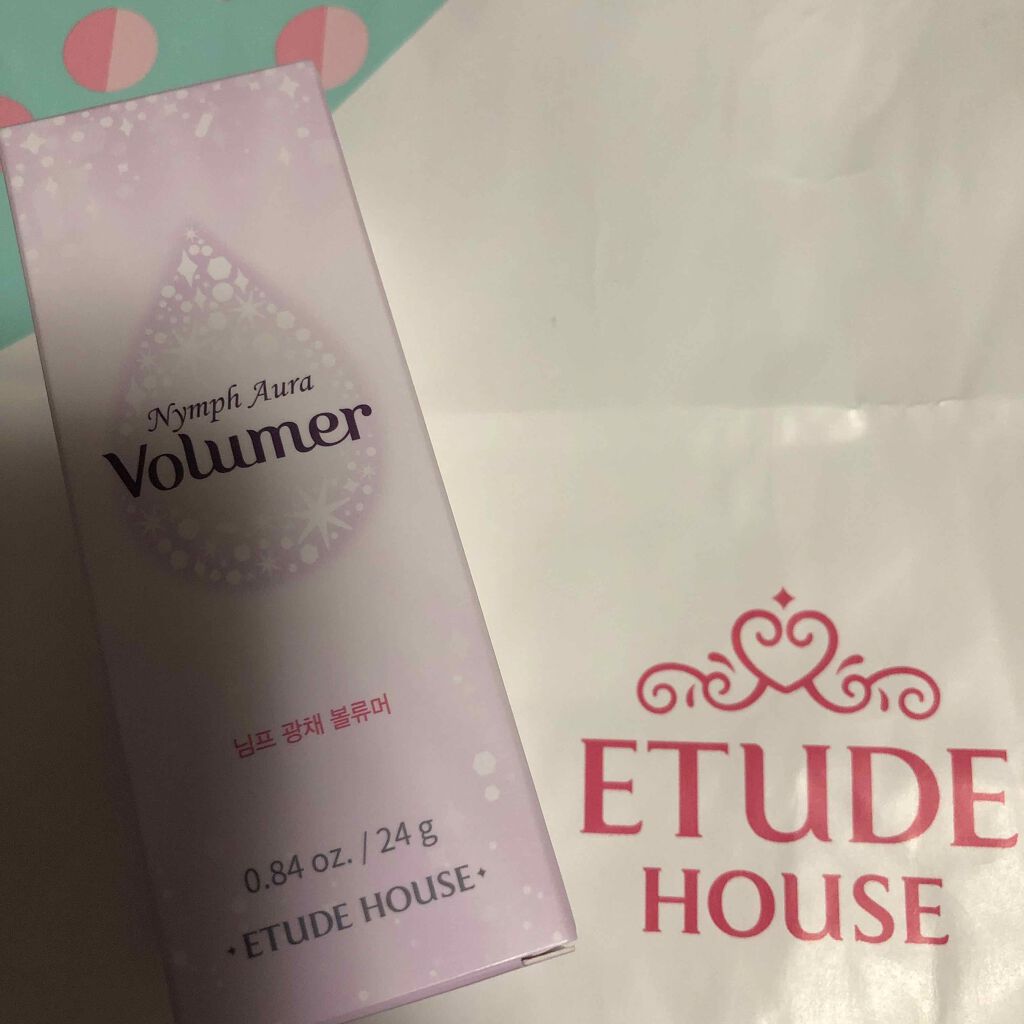 Nymph Aura
Volumer
님프 광채 볼류머
0.84 oz. / 24 g
ETUDE HOUSE
ETUDE
HOUSE